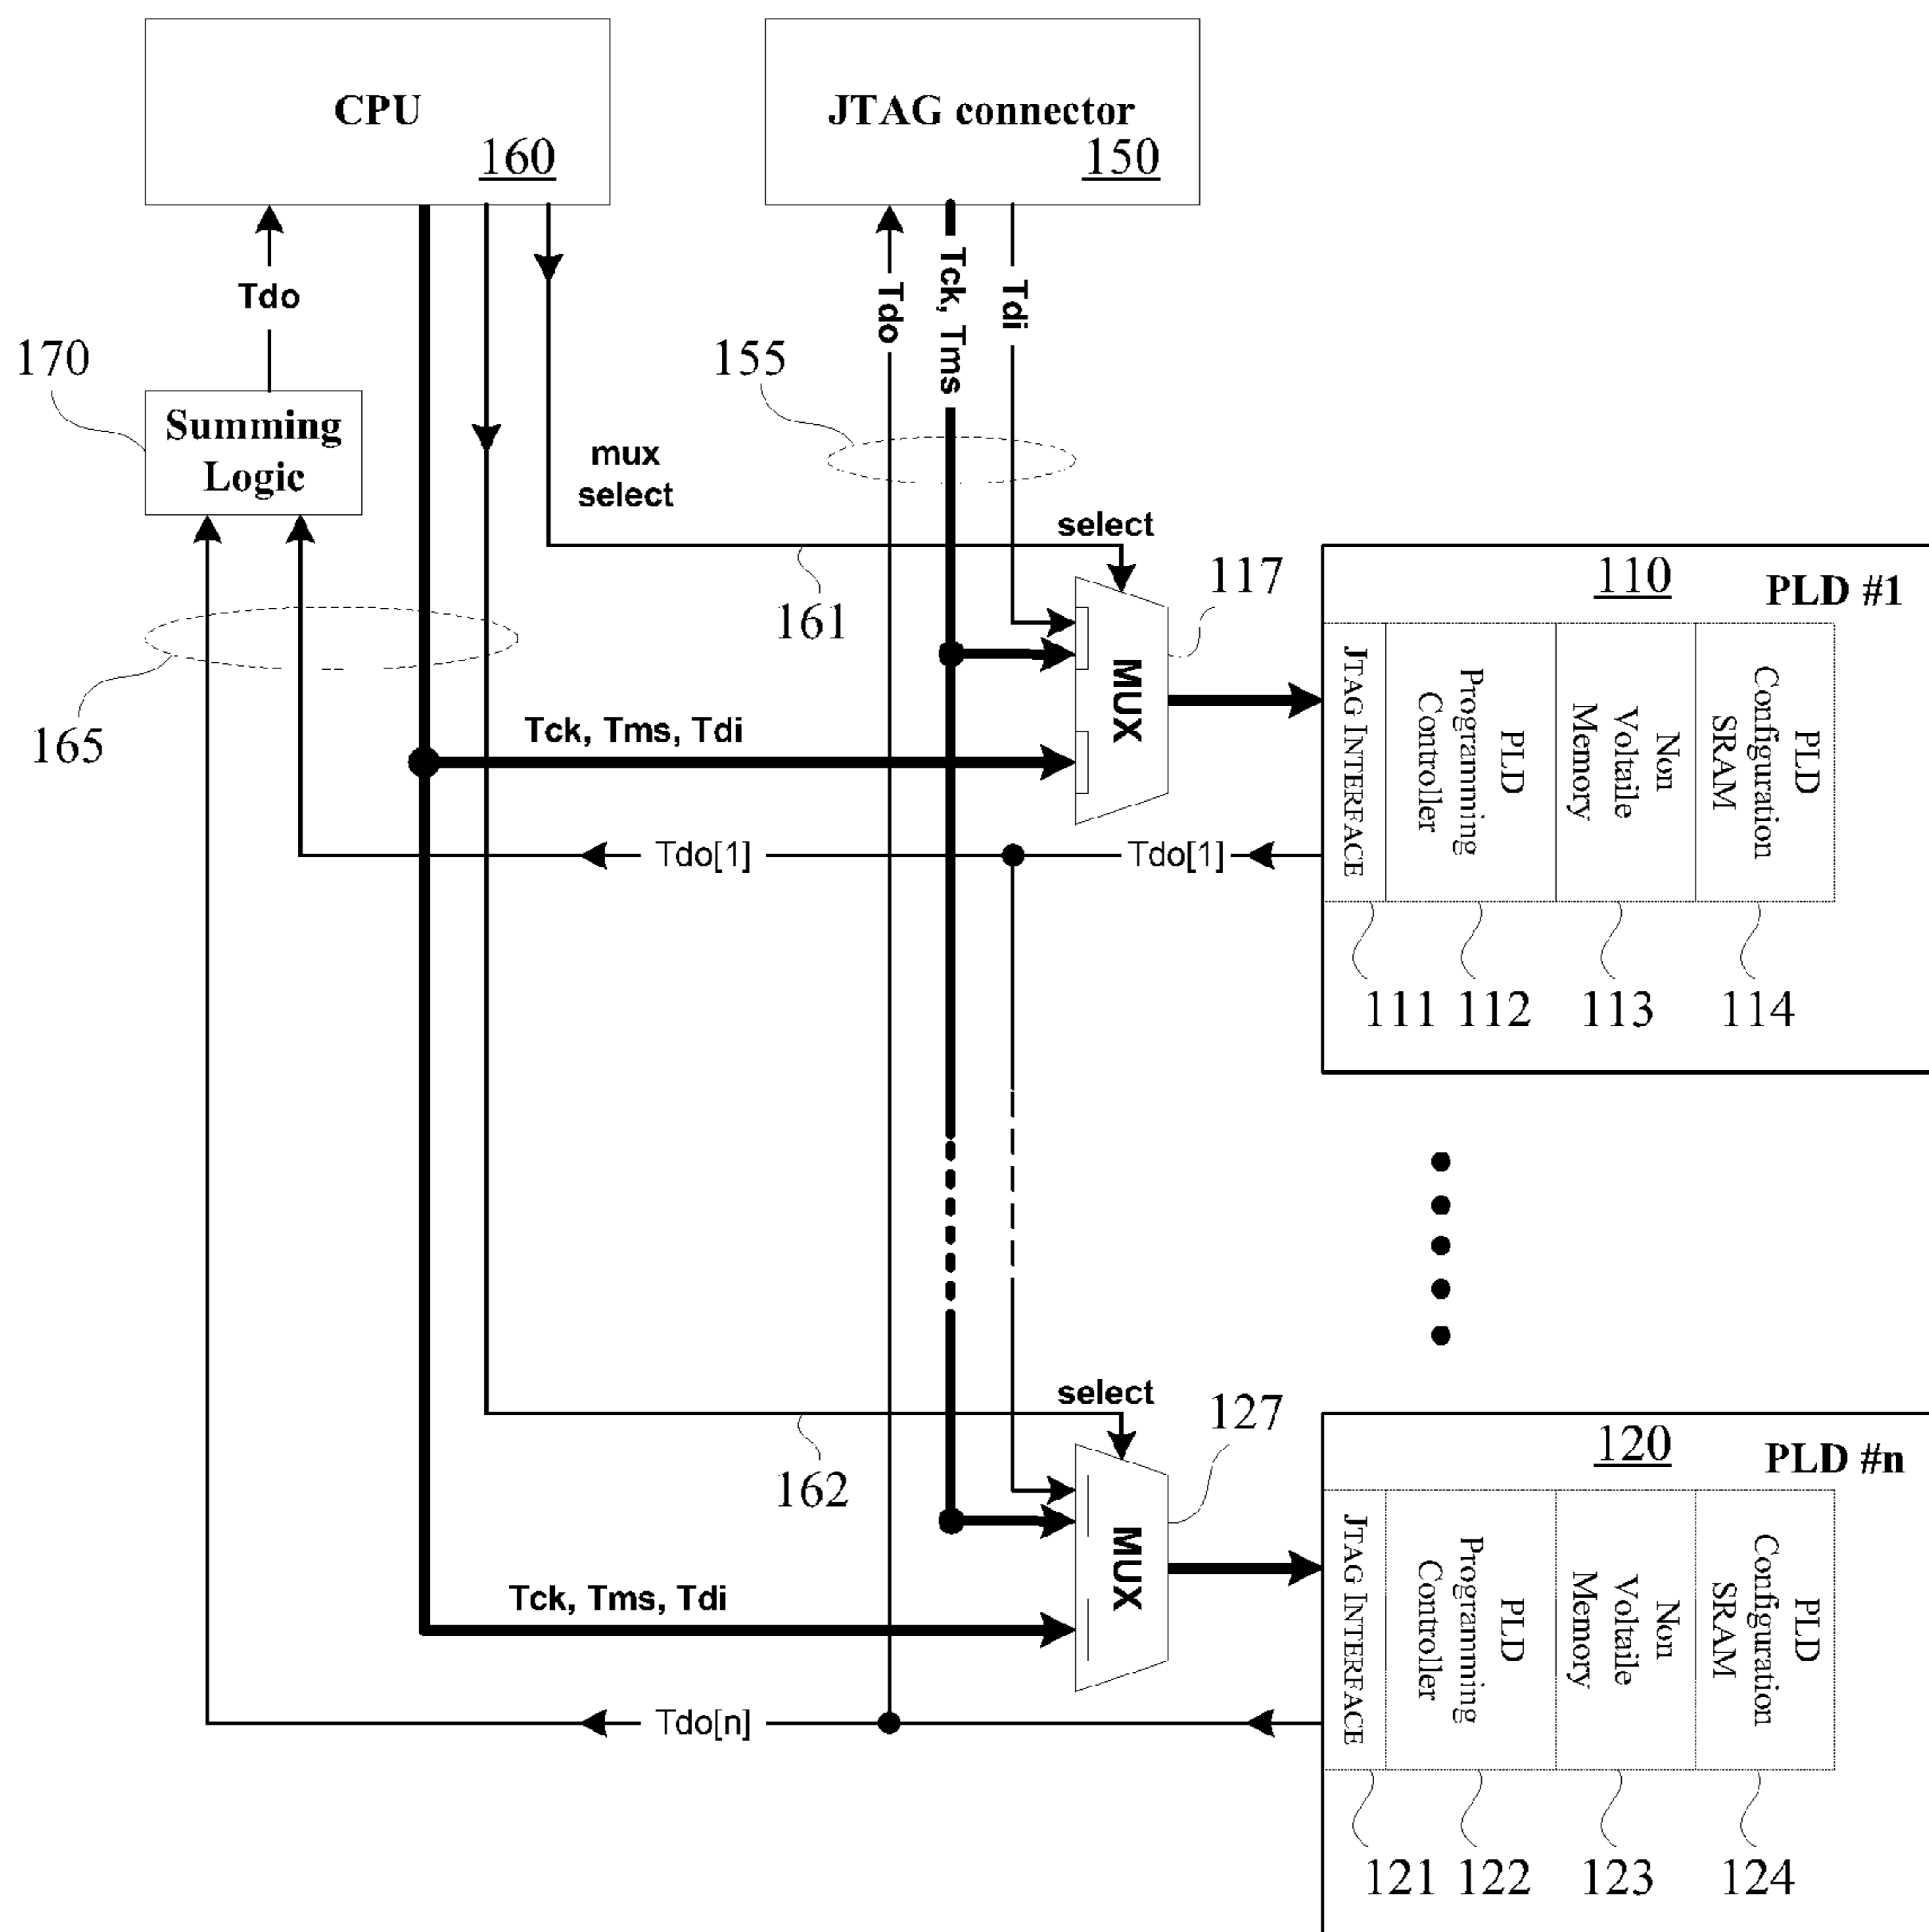 CPU
160
JTAG connector
150
Tdo
Tdo
Tck, Tms
Tdi
170
155
Summing
Logic
mux
select
select
161
117
110
PLD #1
165
Tck, Tms, Tdi
MUX
JTAG INTERFACE
PLD
Programming
Controller
Non
Voltaile
Memory
PLD
Configuration
SRAM
Tdo[1]
Tdo[1]
111
112
113
114
select
162
127
120
PLD #n
Tck, Tms, Tdi
MUX
JTAG INTERFACE
PLD
Programming
Controller
Non
Voltaile
Memory
PLD
Configuration
SRAM
Tdo[n]
121
122
123
124